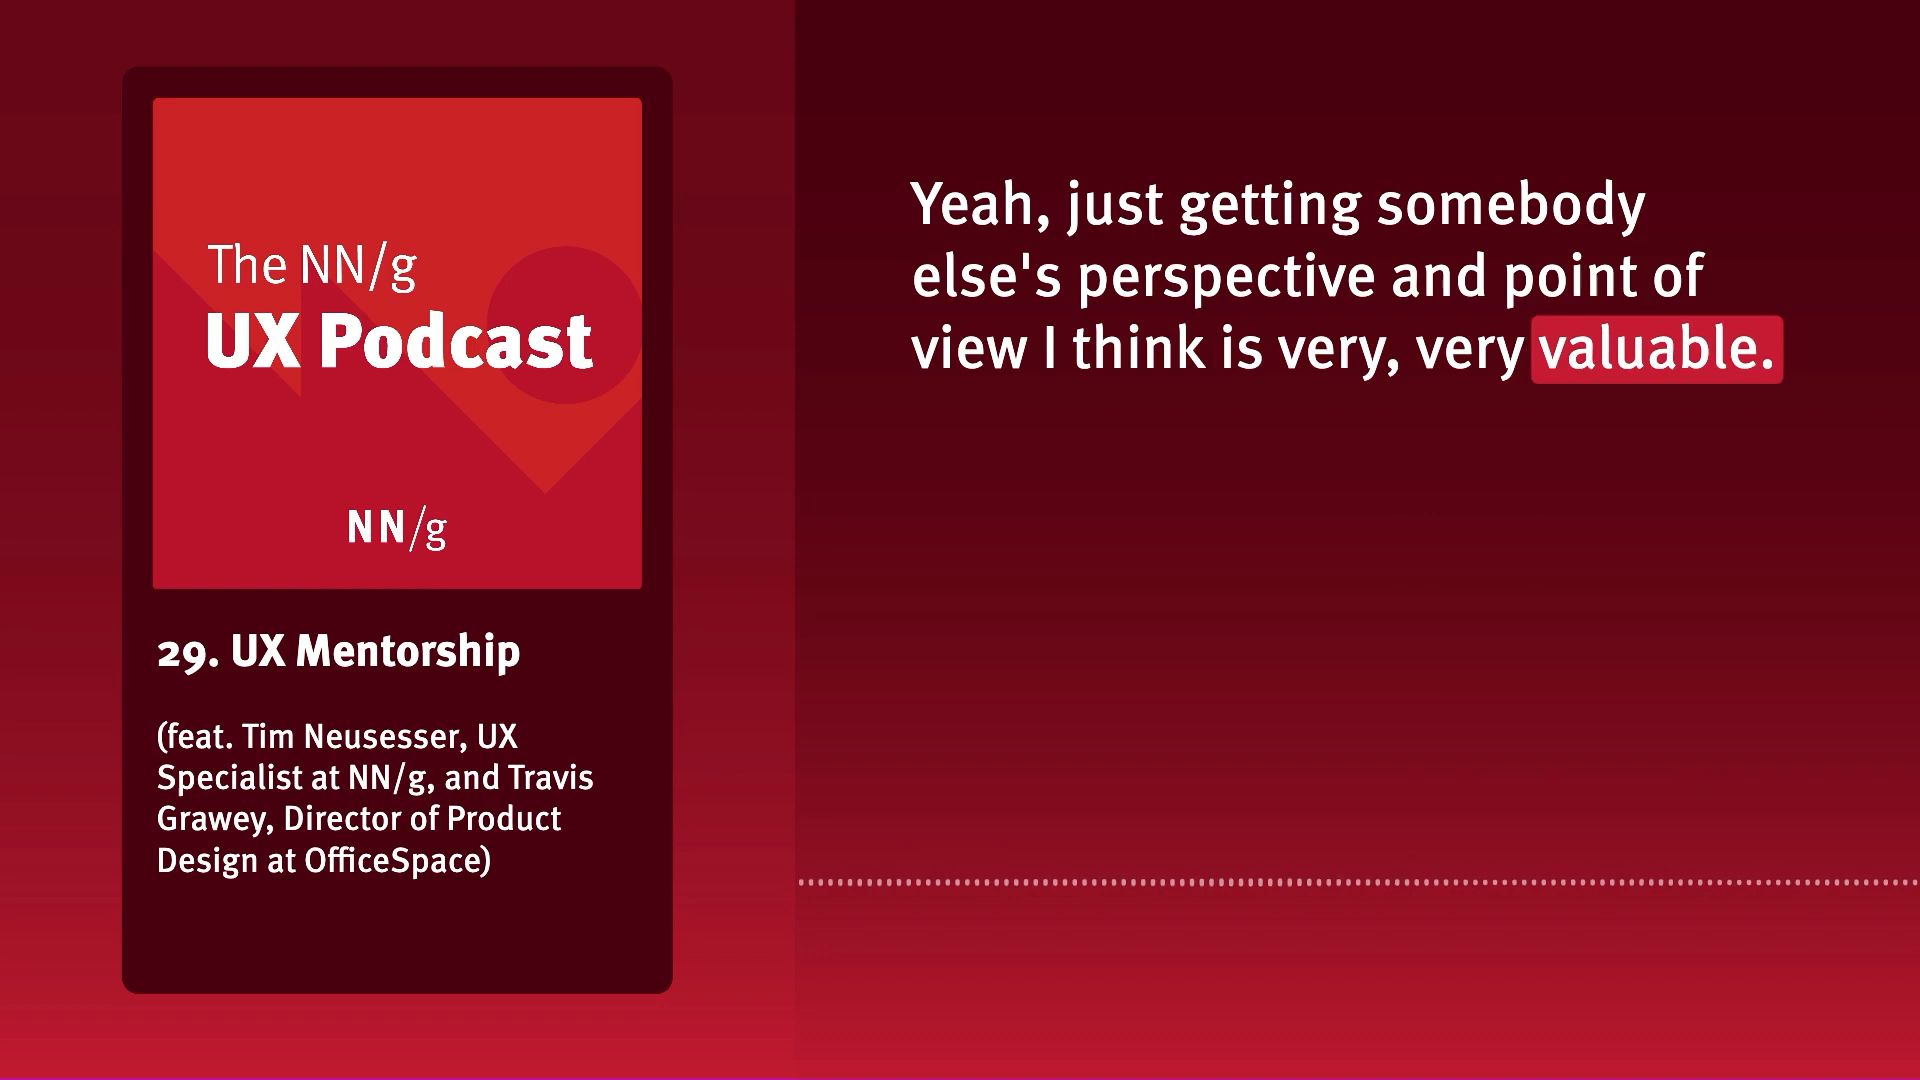 The NN/g
UX Podcast
NN/g
29. UX Mentorship
(feat. Tim Neusesser, UX
Specialist at NN/g, and Travis
Grawey, Director of Product
Design at OfficeSpace)
Yeah, just getting somebody
else's perspective and point of
view I think is very, very valuable.